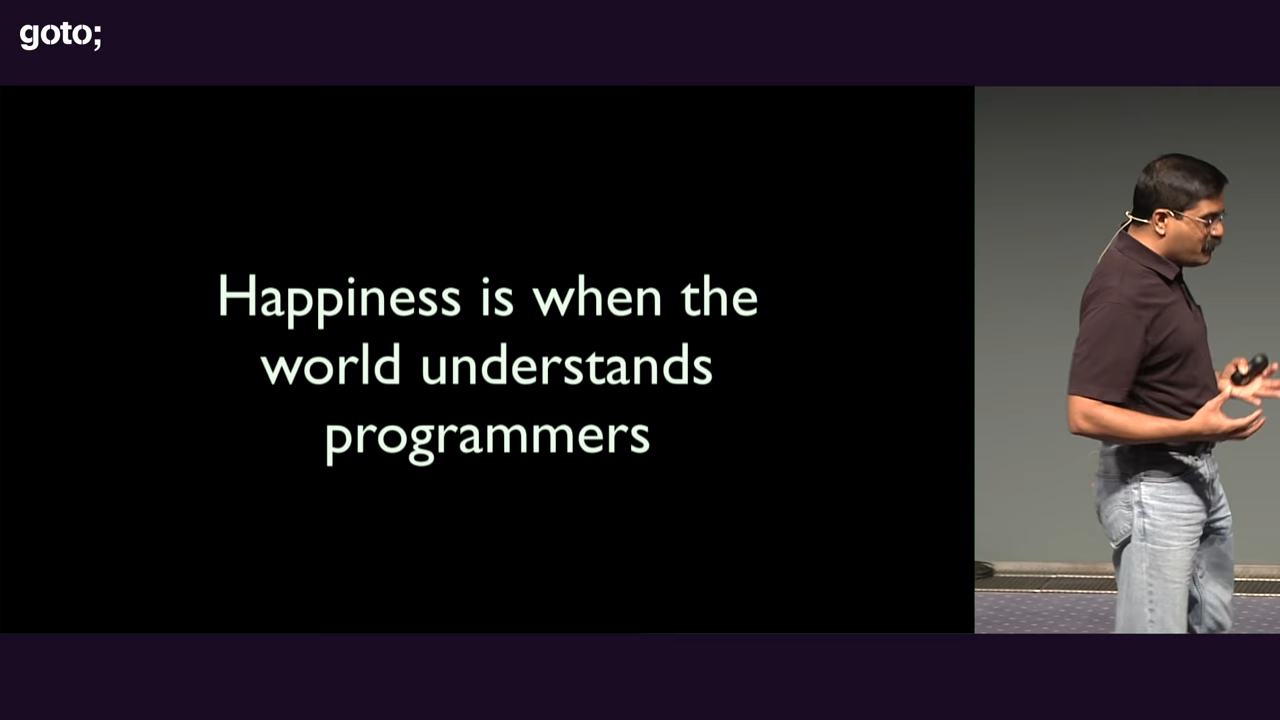 goto;
Happiness is when the
world understands
programmers